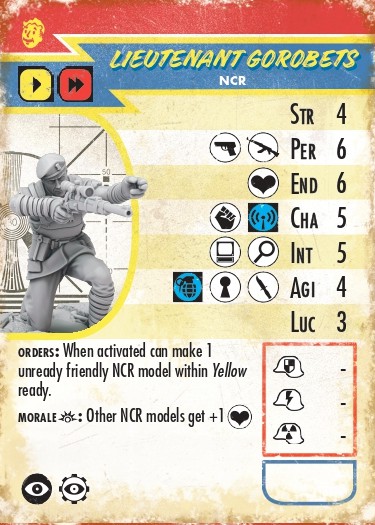 LIEUTENANT GOROBETS
NCR
STR 4
PER 6
END 6
CHA 5
INT 5
AGI 4
LUC 3
50
ORDERS: When activated can make 1
unready friendly NCR model within Yellow
ready.
MORALE : Other NCR models get +1
-
-
-